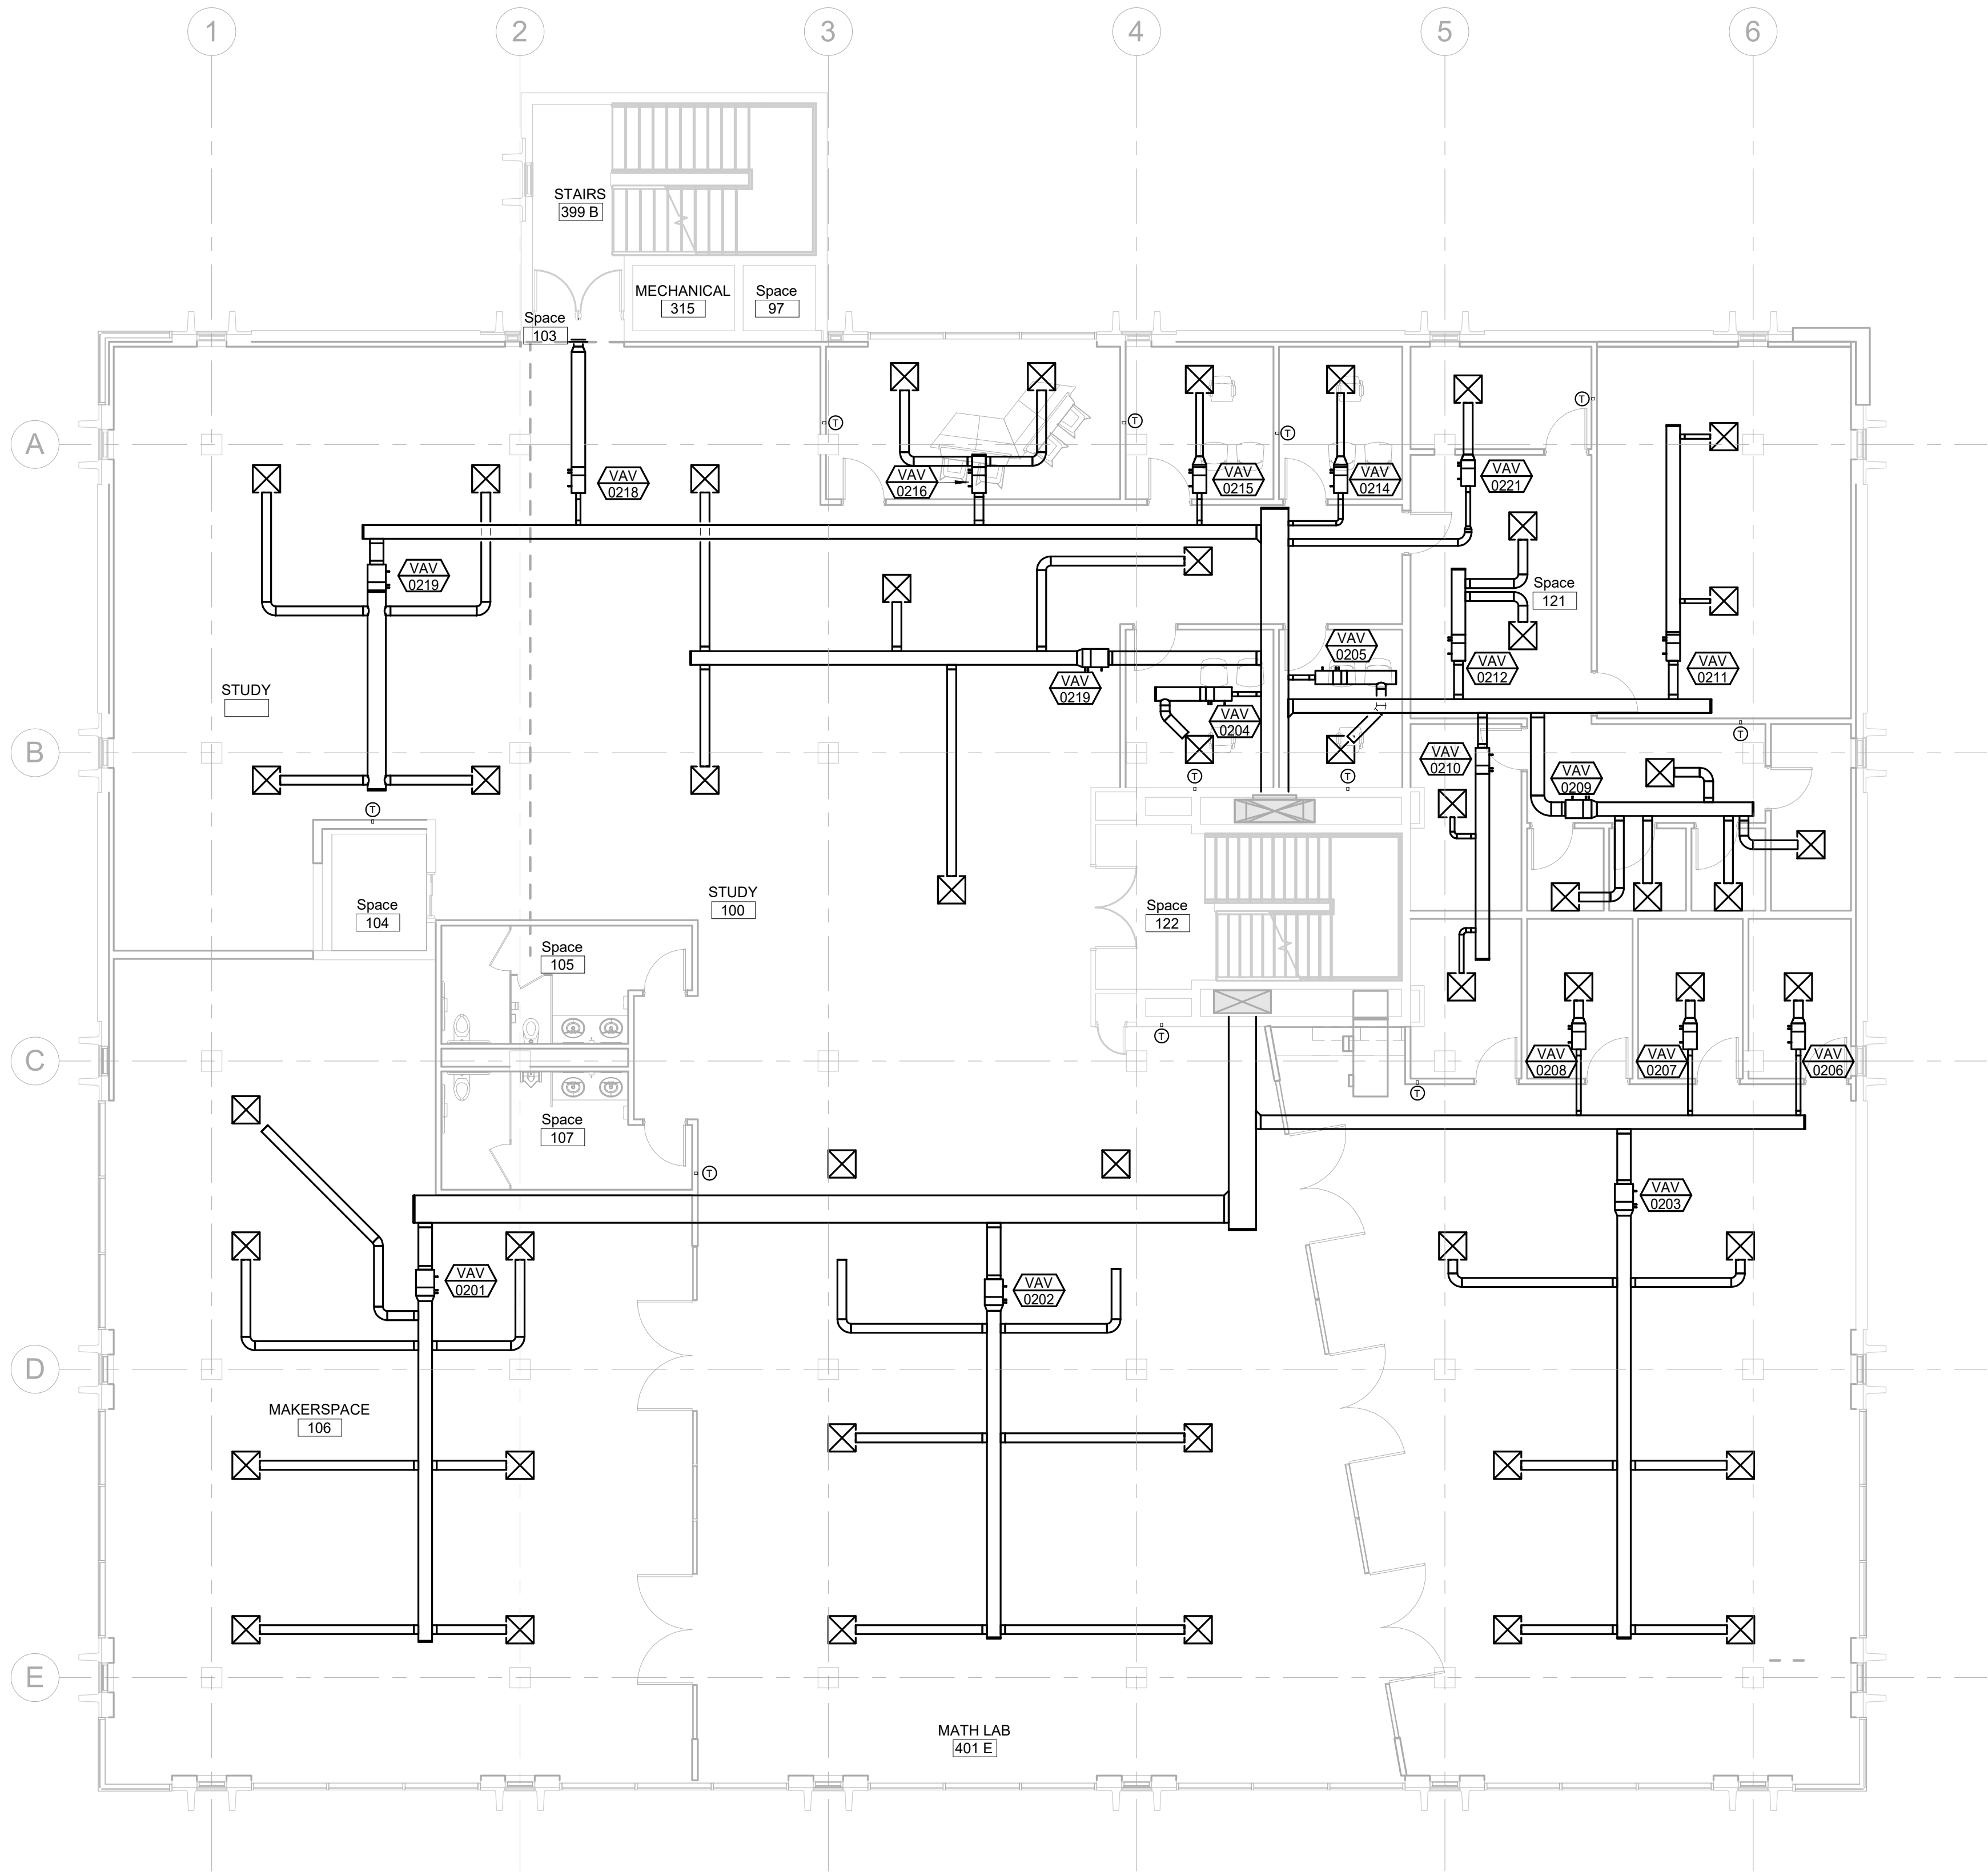 1
2
3
4
5
6
STAIRS
399 B
MECHANICAL
315
Space
97
Space
103
A
T
T
T
T
VAV
0218
VAV
0216
VAV
0215
VAV
0214
VAV
0221
VAV
0219
Space
121
VAV
0205
VAV
0219
VAV
0204
VAV
0212
VAV
0211
STUDY
B
T
VAV
0210
VAV
0209
T
T
T
STUDY
100
Space
104
Space
122
Space
105
C
T
VAV
0208
VAV
0207
VAV
0206
T
Space
107
T
VAV
0203
VAV
0201
VAV
0202
D
MAKERSPACE
106
E
MATH LAB
401 E